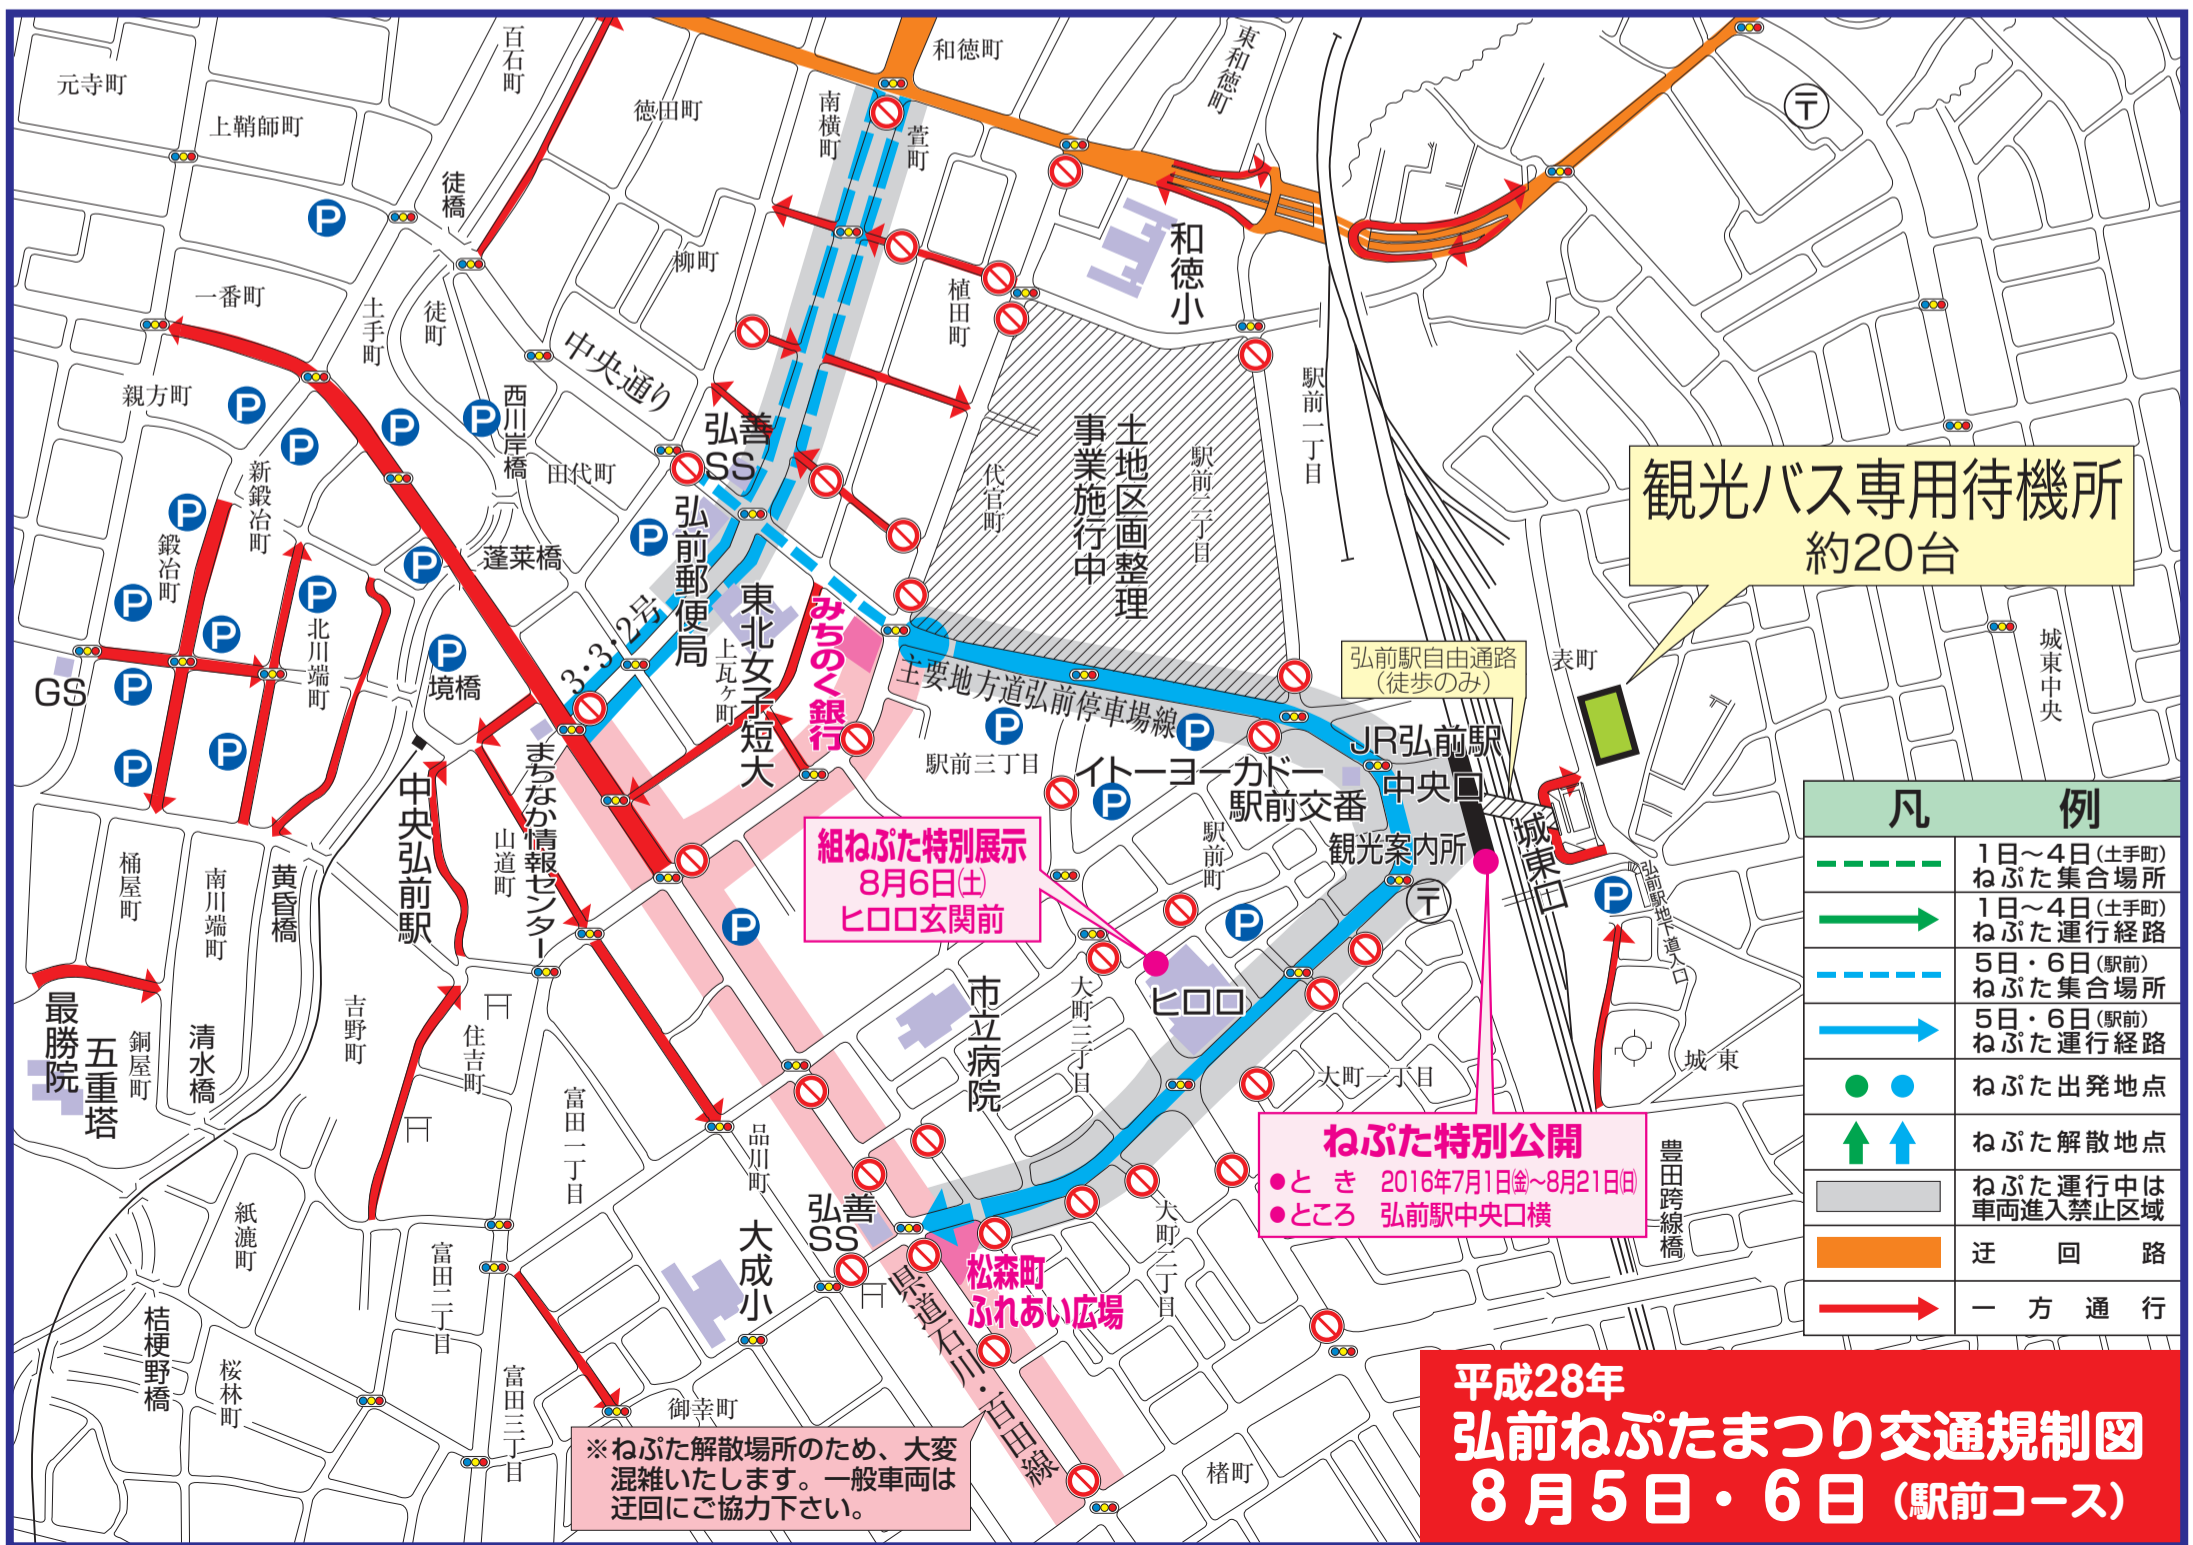 元寺町
百石町
上鞘師町
徒橋
徳田町
和徳町
東和徳町
南横町
萱町
柳町
植田町
和徳小
一番町
土手町
徒町
中央通り
親方町
西川岸橋
弘善
SS
田代町
代官町
土地区画整理
事業施行中
駅前二丁目
駅前一丁目
新鍛冶町
鍛冶町
北川端町
蓬莱橋
弘前郵便局
東北女子短大
みちのく銀行
3・3・2号
上瓦ヶ町
主要地方道弘前停車場線
観光バス専用待機所
約20台
弘前駅自由通路
(徒歩のみ)
表町
城東中央
GS
境橋
まちなか情報センター
中央弘前駅
山道町
駅前三丁目
イトーヨーカドー
駅前交番
JR弘前駅
中央口
観光案内所
城東口
弘前駅地下道入口
駅前町
組ねぷた特別展示
8月6日(土)
ヒロロ玄関前
ヒロロ
桶屋町
南川端町
黄昏橋
最勝院
五重塔
銅屋町
清水橋
吉野町
住吉町
富田一丁目
品川町
市立病院
大町三丁目
大町一丁目
大町二丁目
城東
豊田跨線橋
ねぷた特別公開
●とき 2016年7月1日(金)~8月21日(日)
●ところ 弘前駅中央口横
紙漉町
富田二丁目
富田三丁目
桔梗野橋
桜林町
大成小
弘善
SS
松森町
ふれあい広場
県道石川・百田線
御幸町
楮町
※ねぷた解散場所のため、大変
混雑いたします。一般車両は
迂回にご協力下さい。
凡例
1日~4日(土手町)
ねぷた集合場所
1日~4日(土手町)
ねぷた運行経路
5日・6日(駅前)
ねぷた集合場所
5日・6日(駅前)
ねぷた運行経路
ねぷた出発地点
ねぷた解散地点
ねぷた運行中は
車両進入禁止区域
迂回路
一方通行
平成28年
弘前ねぷたまつり交通規制図
8月5日・6日(駅前コース)